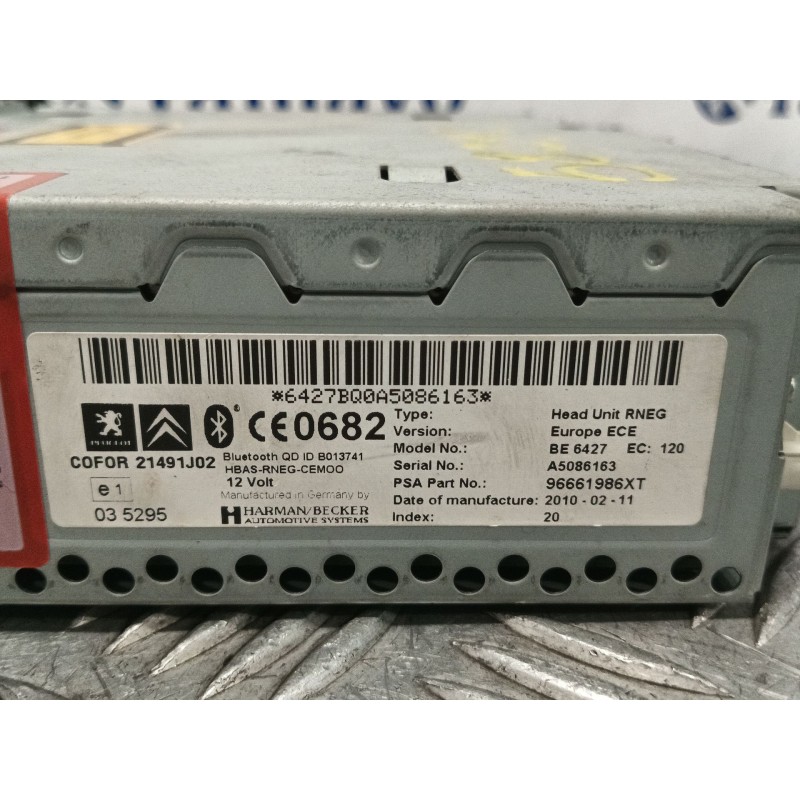 *6427BQ0A5086163*
PEUGEOT
CE0682
COFOR 21491J02
Bluetooth QD ID B013741
HBAS-RNEG-CEMOO
12 Volt
e1
03 5295
Manufactured in Germany by
HARMAN/BECKER
AUTOMOTIVE SYSTEMS
Type: Head Unit RNEG
Version: Europe ECE
Model No.: BE 6427 EC: 120
Serial No.: A5086163
PSA Part No.: 96661986XT
Date of manufacture: 2010-02-11
Index: 20